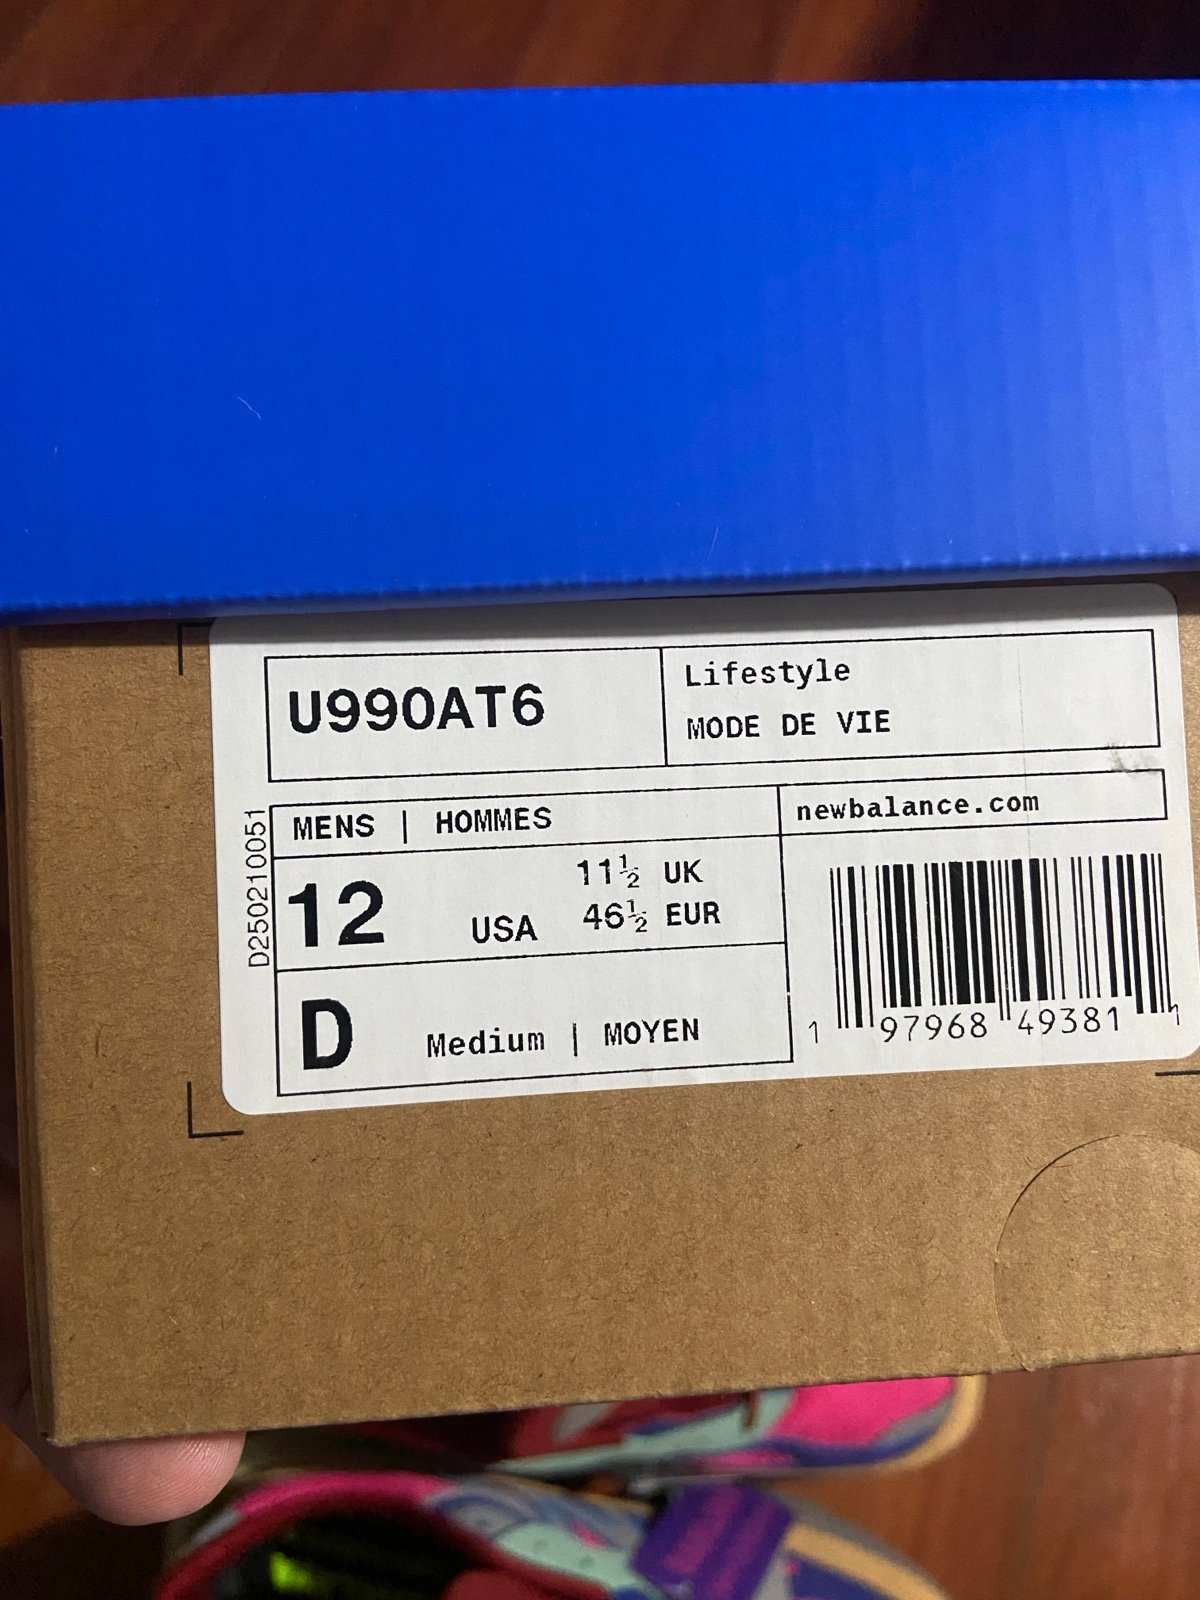 U990AT6
Lifestyle
MODE DE VIE
D250210051
MENS | HOMMES
newbalance.com
12 USA
11½ UK
46½ EUR
D Medium | MOYEN
1 97968 49381 1